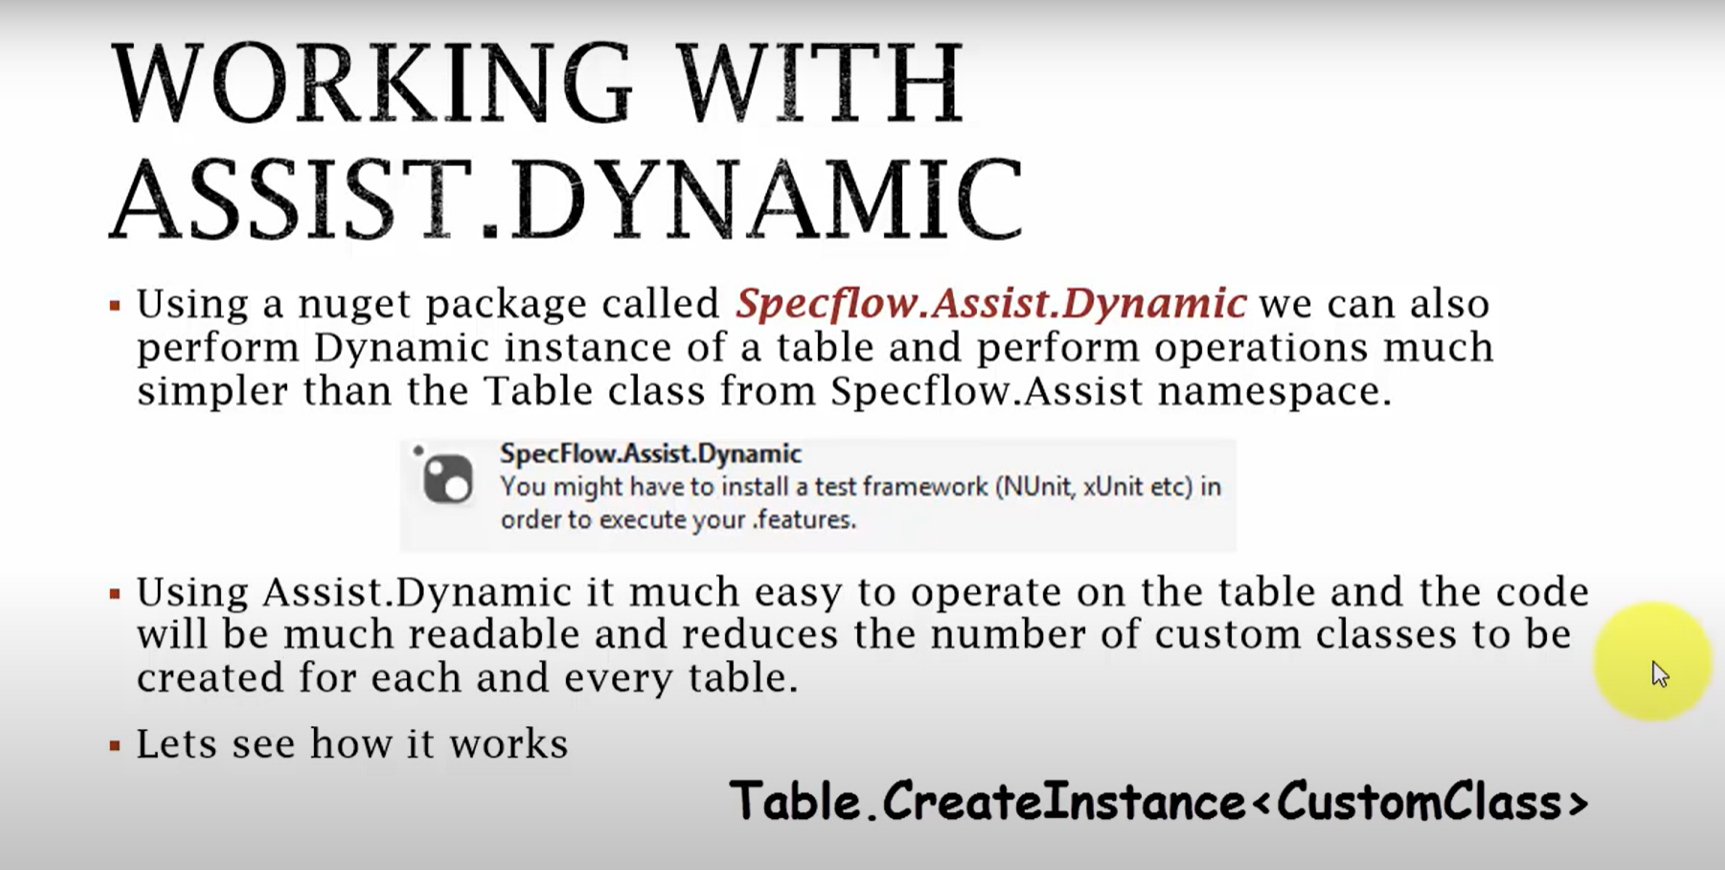 WORKING WITH
ASSIST.DYNAMIC
Using a nuget package called Specflow.Assist.Dynamic we can also
perform Dynamic instance of a table and perform operations much
simpler than the Table class from Specflow.Assist namespace.
SpecFlow.Assist.Dynamic
You might have to install a test framework (NUnit, xUnit etc) in
order to execute your .features.
Using Assist.Dynamic it much easy to operate on the table and the code
will be much readable and reduces the number of custom classes to be
created for each and every table.
Lets see how it works
Table.CreateInstance<CustomClass>